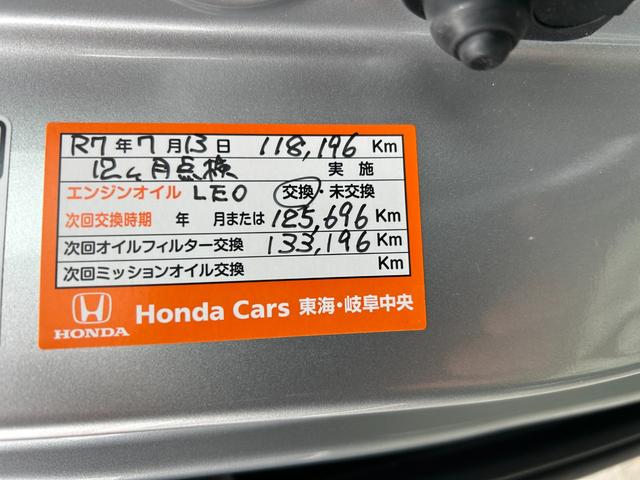 R7年7月13日 118,196 Km
12ヶ月点検 実施
エンジンオイル LEO 交換・未交換
次回交換時期 年 月または 125,696 Km
次回オイルフィルター交換 133,196 Km
次回ミッションオイル交換 Km
HONDA Honda Cars 東海・岐阜中央